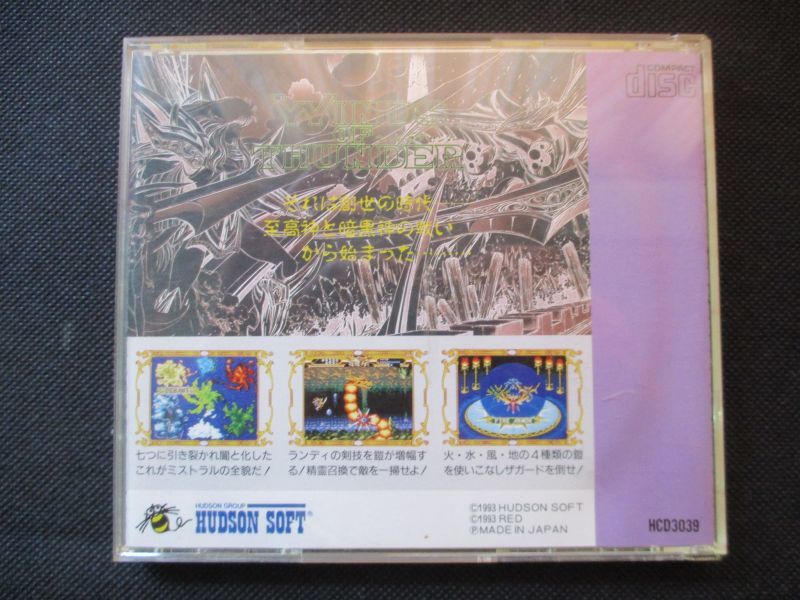 COMPACT
disc
WINDS
OF
THUNDER
それは創世の時代……
至高神と暗黒神の戦い
から始まった………
七つに引き裂かれ闇と化した
これがミストラルの全貌だ!
ランディの剣技を鎧が増幅す
る!精霊召喚で敵を一掃せよ!
火・水・風・地の4種類の鎧
を使いこなしザガードを倒せ!
HUDSON GROUP
HUDSON SOFT®
©1993 HUDSON SOFT
©1993 RED
ⓅMADE IN JAPAN
HCD3039